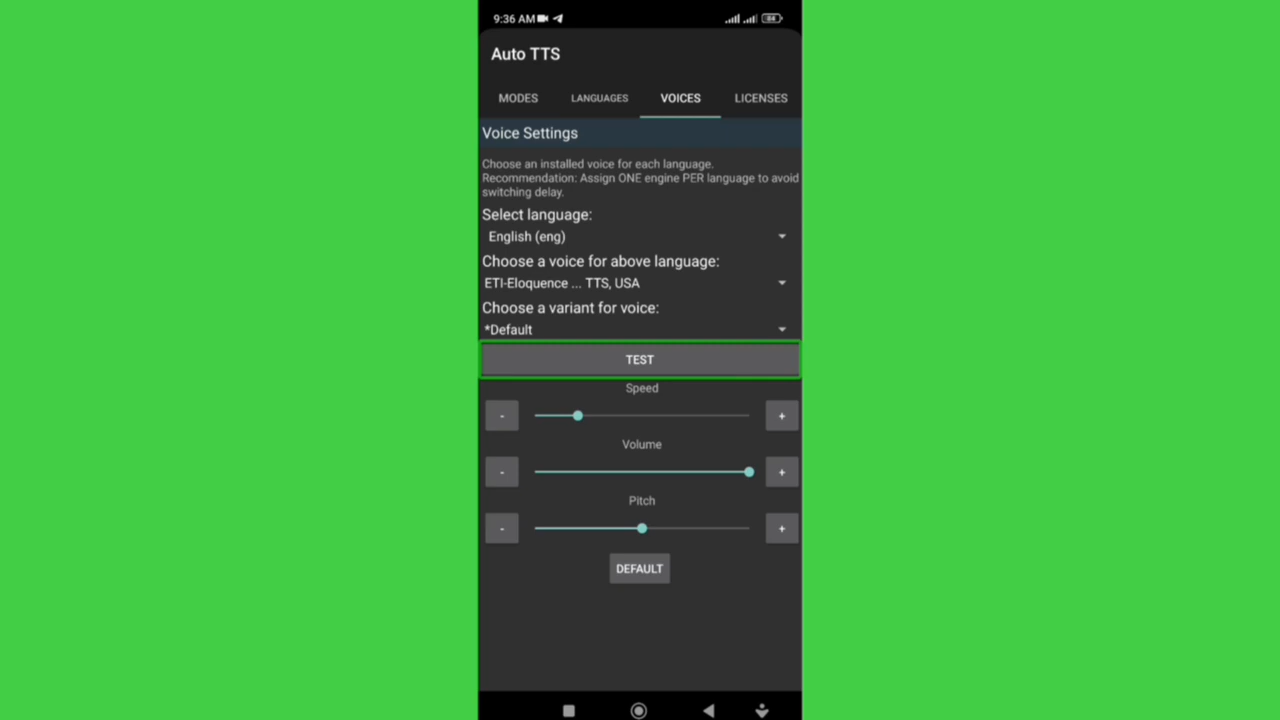 9:36 AM
84
Auto TTS
MODES LANGUAGES VOICES LICENSES
Voice Settings
Choose an installed voice for each language.
Recommendation: Assign ONE engine PER language to avoid
switching delay.
Select language:
English (eng)
Choose a voice for above language:
ETI-Eloquence ... TTS, USA
Choose a variant for voice:
*Default
TEST
Speed
- +
Volume
- +
Pitch
- +
DEFAULT